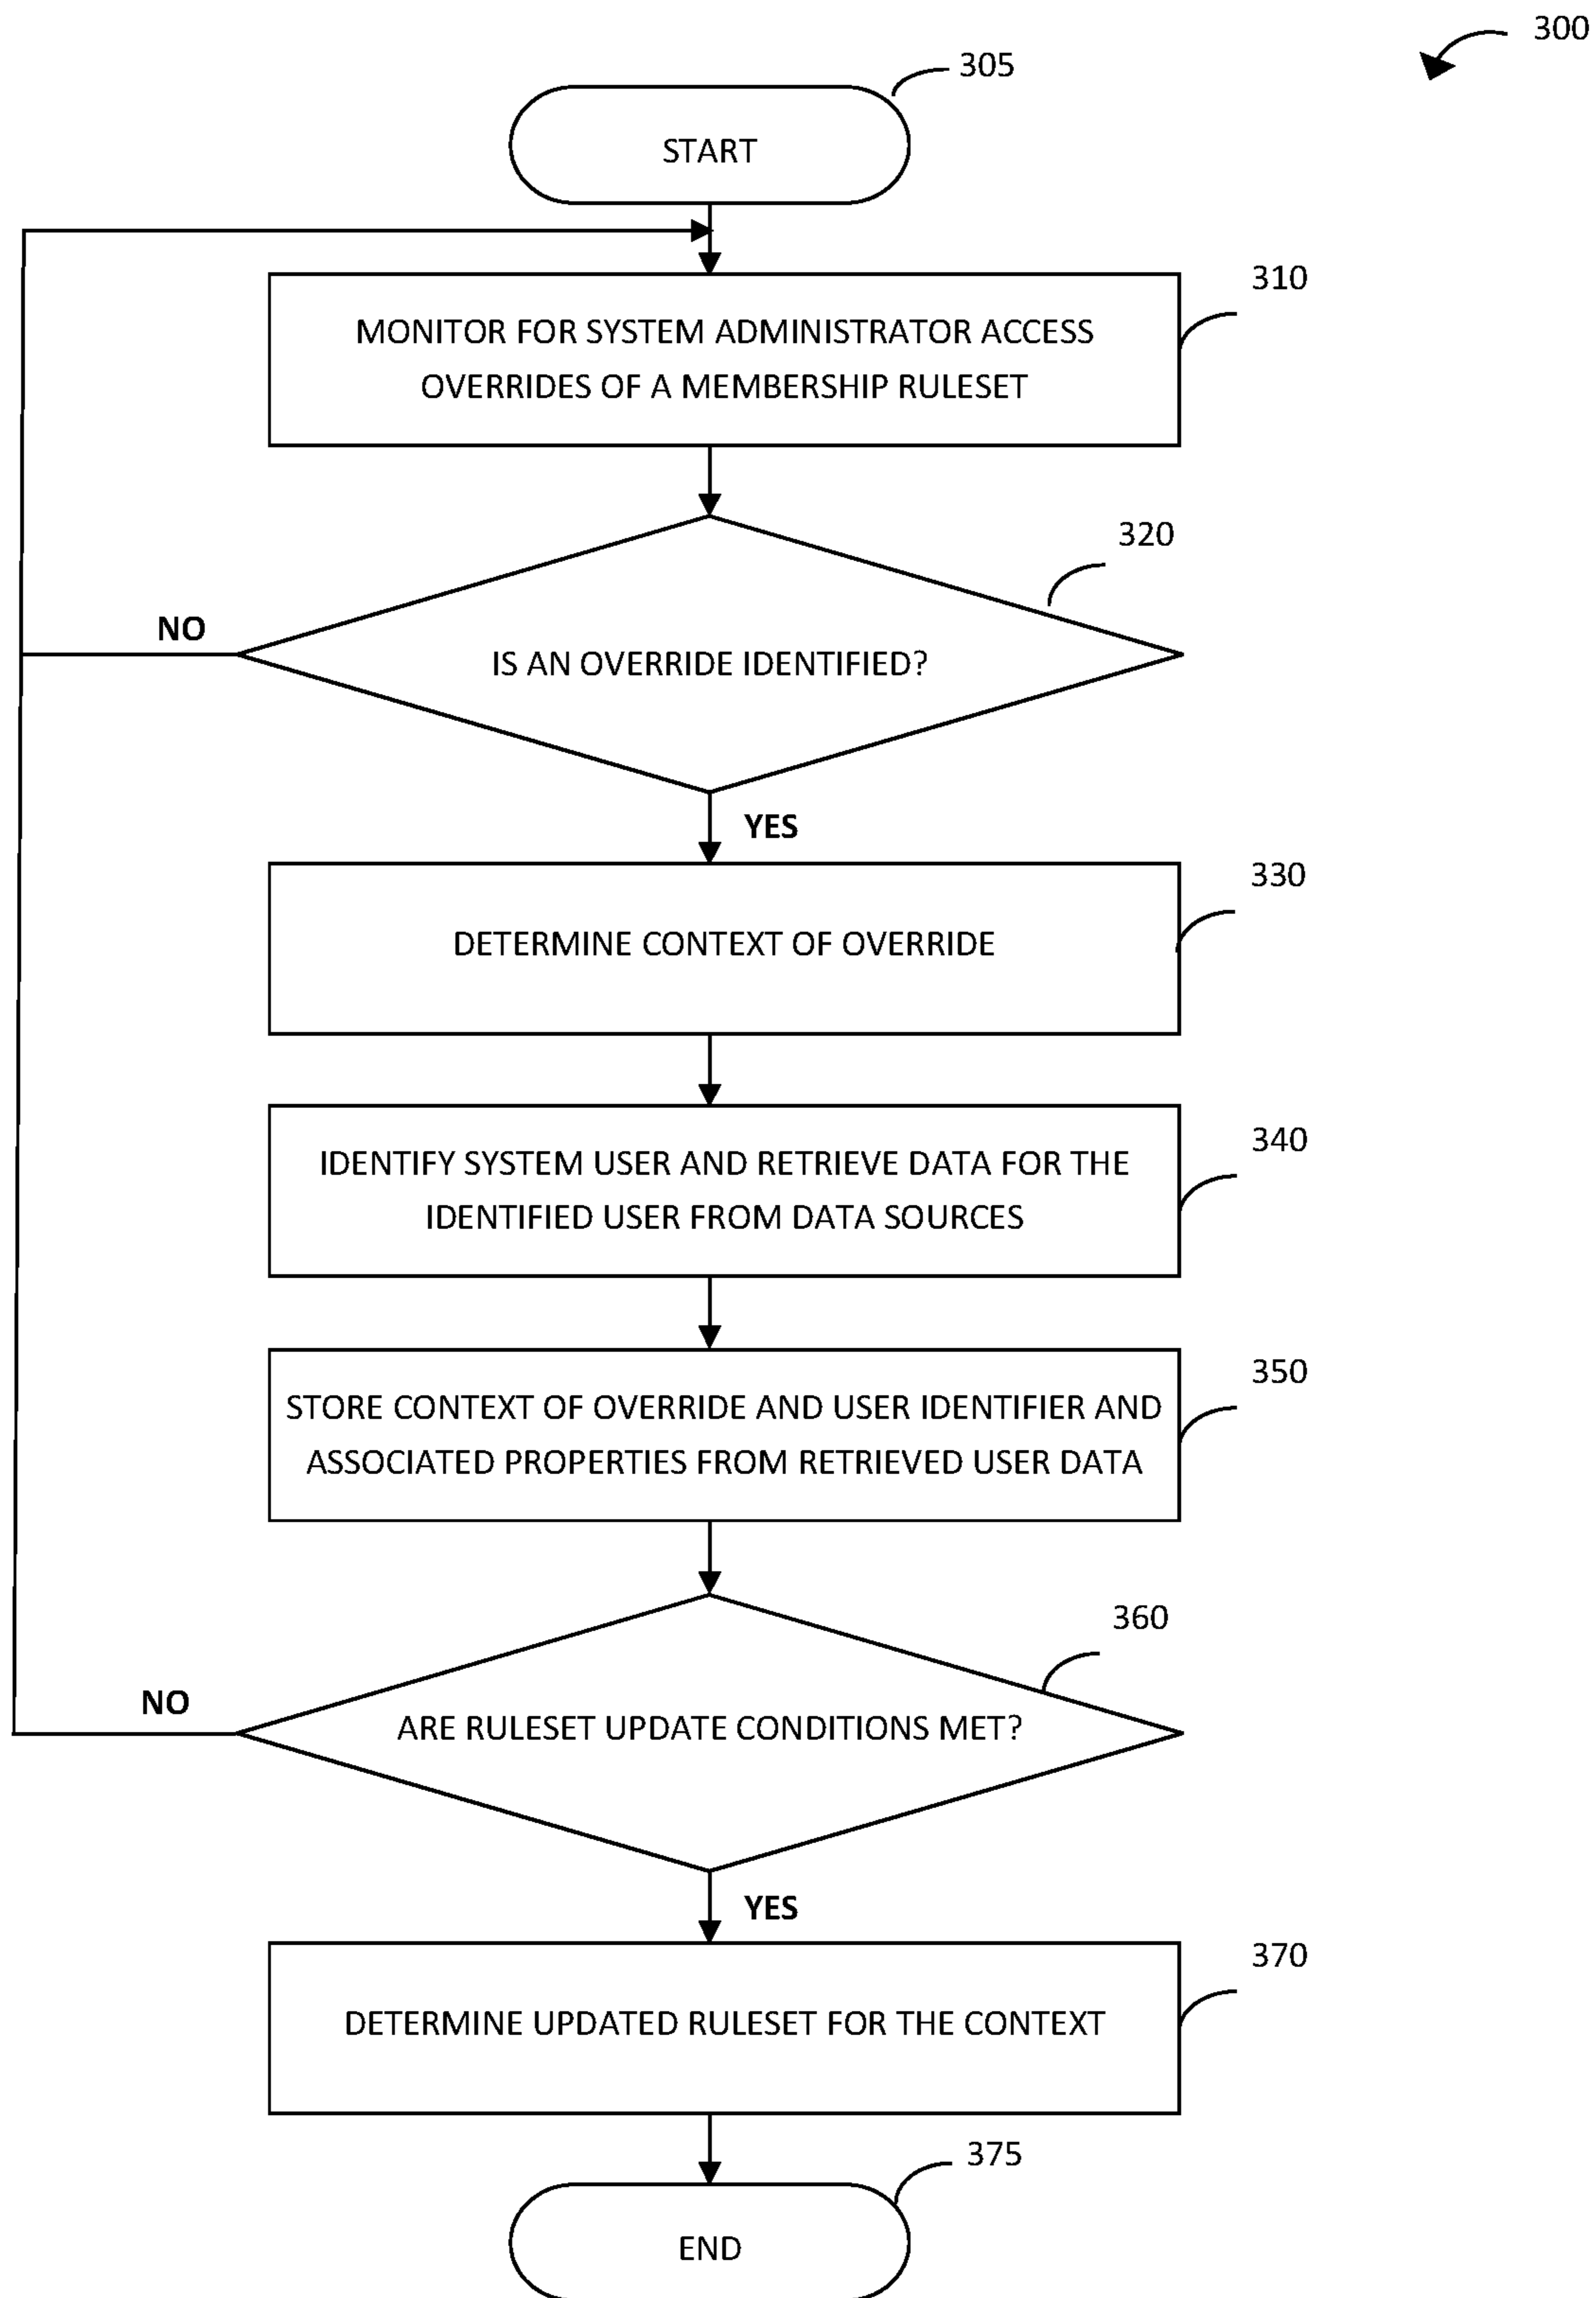 300
305
START
310
MONITOR FOR SYSTEM ADMINISTRATOR ACCESS
OVERRIDES OF A MEMBERSHIP RULESET
320
NO
IS AN OVERRIDE IDENTIFIED?
YES
330
DETERMINE CONTEXT OF OVERRIDE
340
IDENTIFY SYSTEM USER AND RETRIEVE DATA FOR THE
IDENTIFIED USER FROM DATA SOURCES
350
STORE CONTEXT OF OVERRIDE AND USER IDENTIFIER AND
ASSOCIATED PROPERTIES FROM RETRIEVED USER DATA
360
NO
ARE RULESET UPDATE CONDITIONS MET?
YES
370
DETERMINE UPDATED RULESET FOR THE CONTEXT
375
END